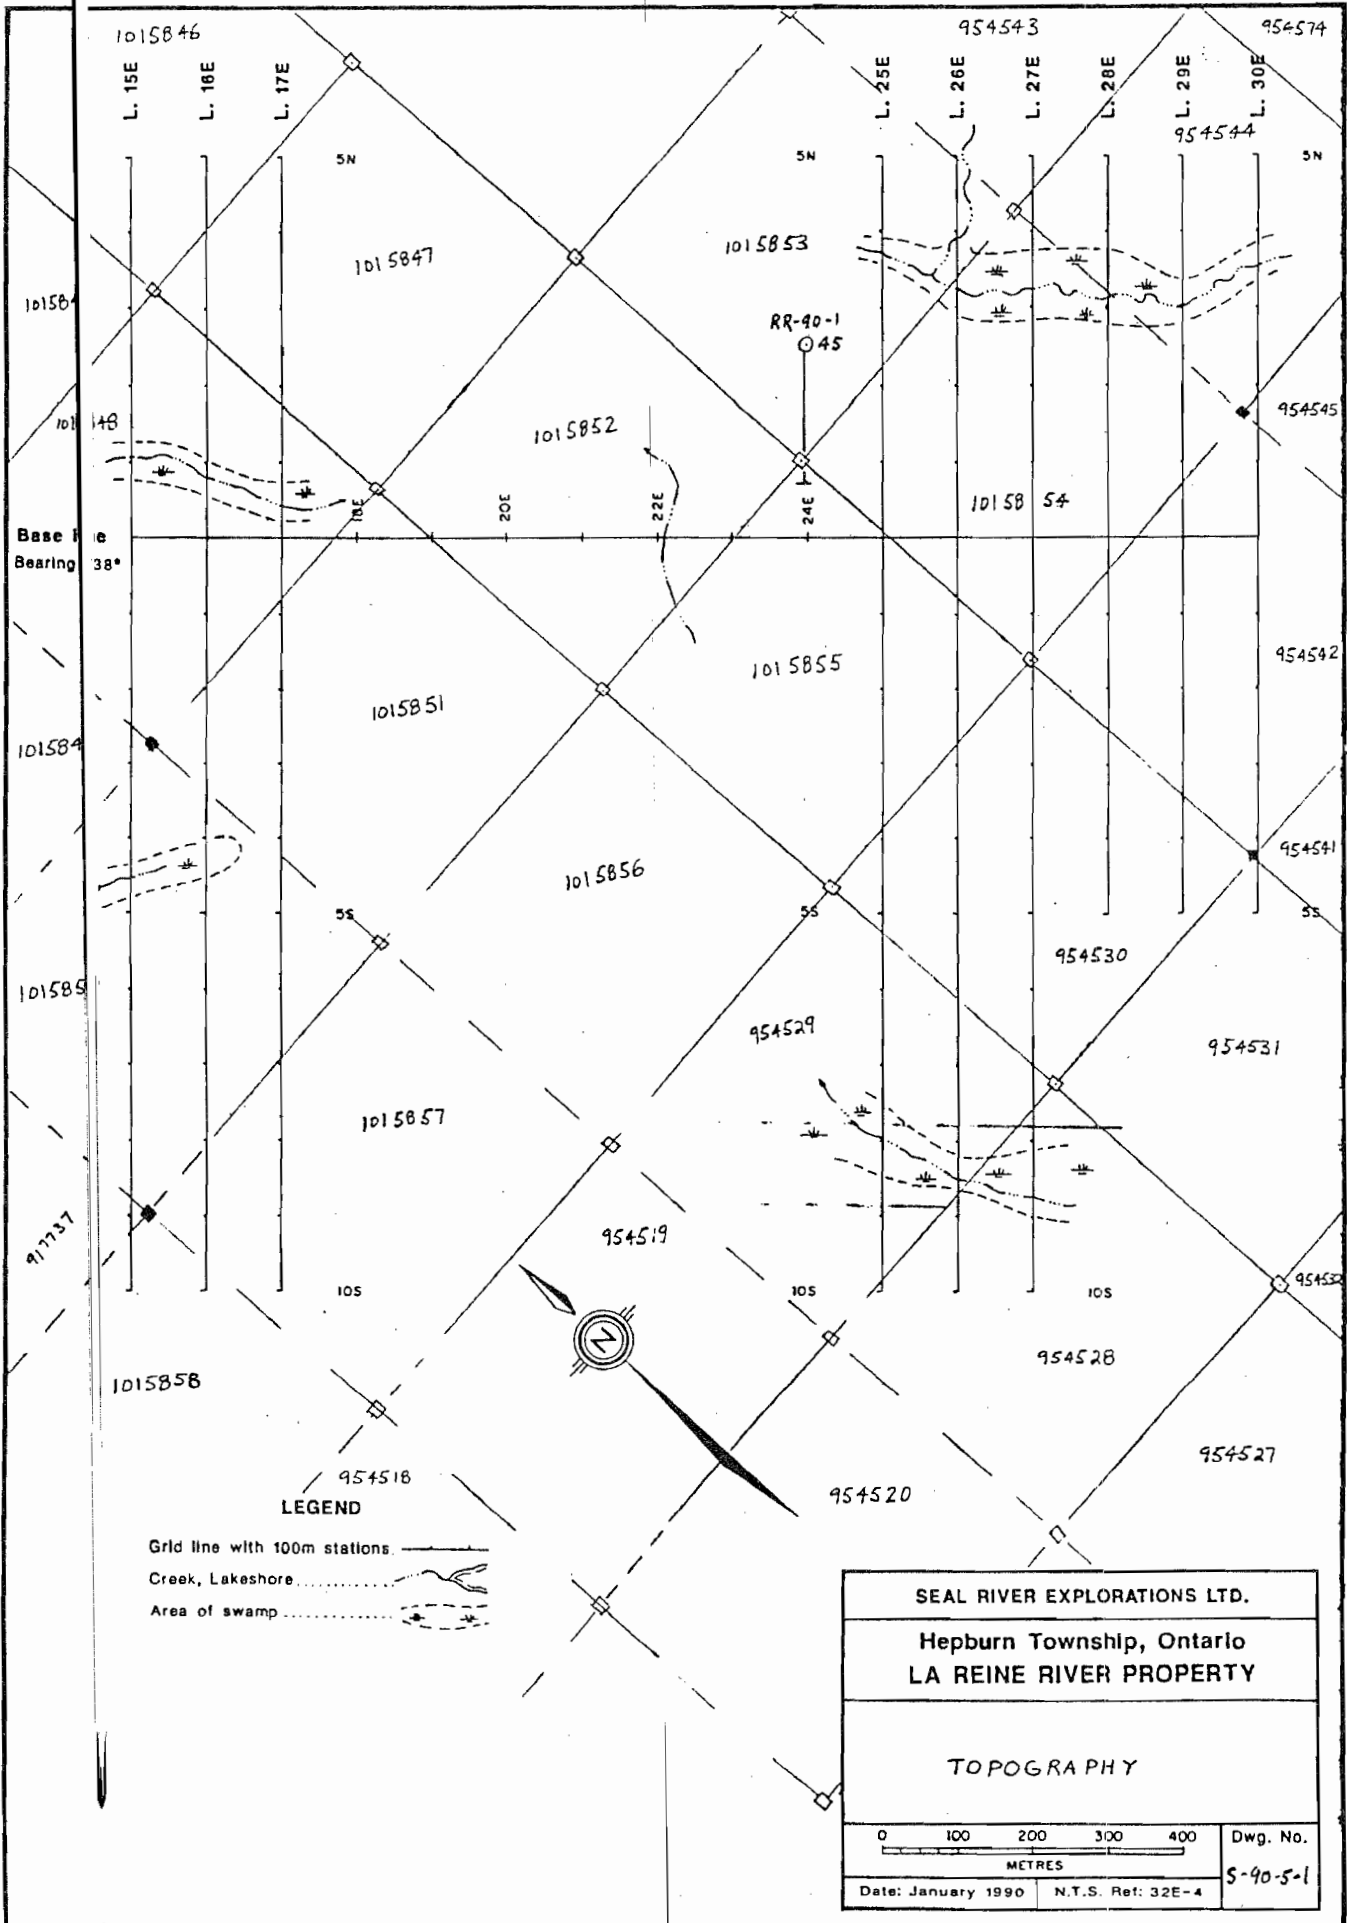 1015846
954543
954574
L. 15E
L. 16E
L. 17E
L. 25E
L. 26E
L. 27E
L. 28E
L. 29E
L. 30E
954544
5N
5N
5N
1015847
1015853
RR-90-1
45
954545
1015852
1015854
18E
20E
22E
24E
Base
Bearing 38°
1015855
954542
1015851
1015856
954541
5S
5S
5S
954530
954529
954531
1015857
917737
954519
954532
10S
10S
10S
N
1015858
954528
954518
954527
954520
LEGEND
Grid line with 100m stations
Creek, Lakeshore
Area of swamp
SEAL RIVER EXPLORATIONS LTD.
Hepburn Township, Ontario
LA REINE RIVER PROPERTY
TOPOGRAPHY
0 100 200 300 400
METRES
Dwg. No.
S-90-5-1
Date: January 1990
N.T.S. Ref: 32E-4